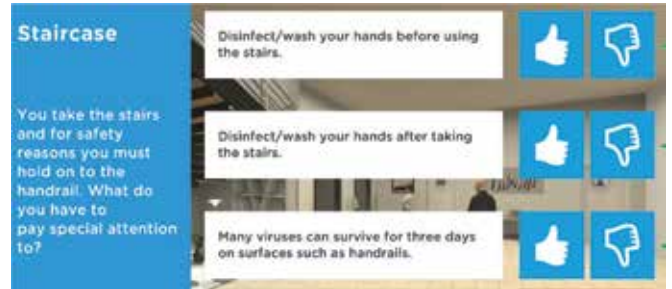 Staircase
You take the stairs
and for safety
reasons you must
hold on to the
handrail. What do
you have to
pay special attention
to?
Disinfect/wash your hands before using
the stairs.
Disinfect/wash your hands after taking
the stairs.
Many viruses can survive for three days
on surfaces such as handrails.